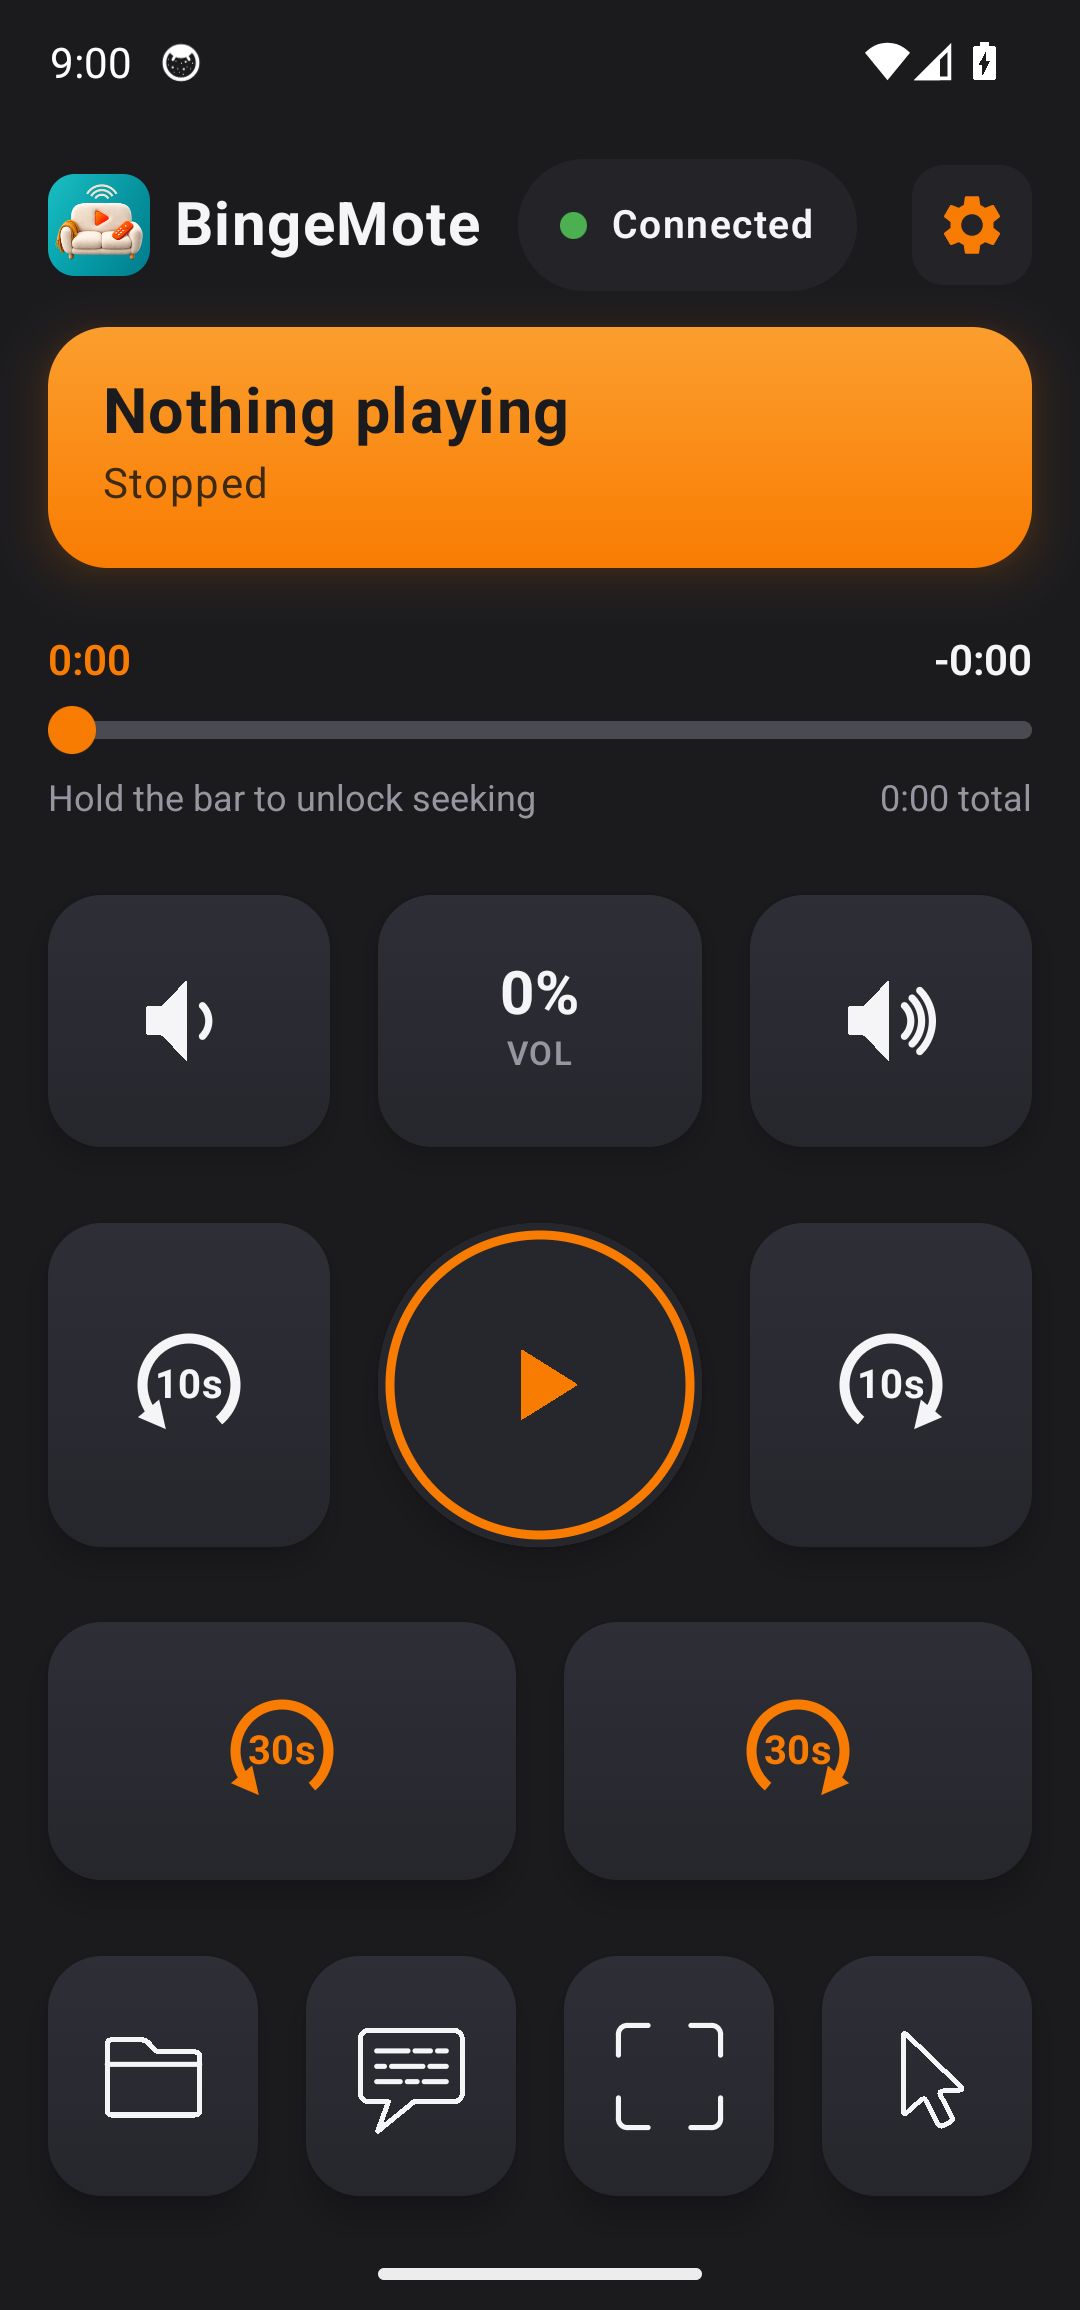 9:00
BingeMote
Connected
Nothing playing
Stopped
0:00
-0:00
Hold the bar to unlock seeking
0:00 total
0%
VOL
10s
10s
30s
30s